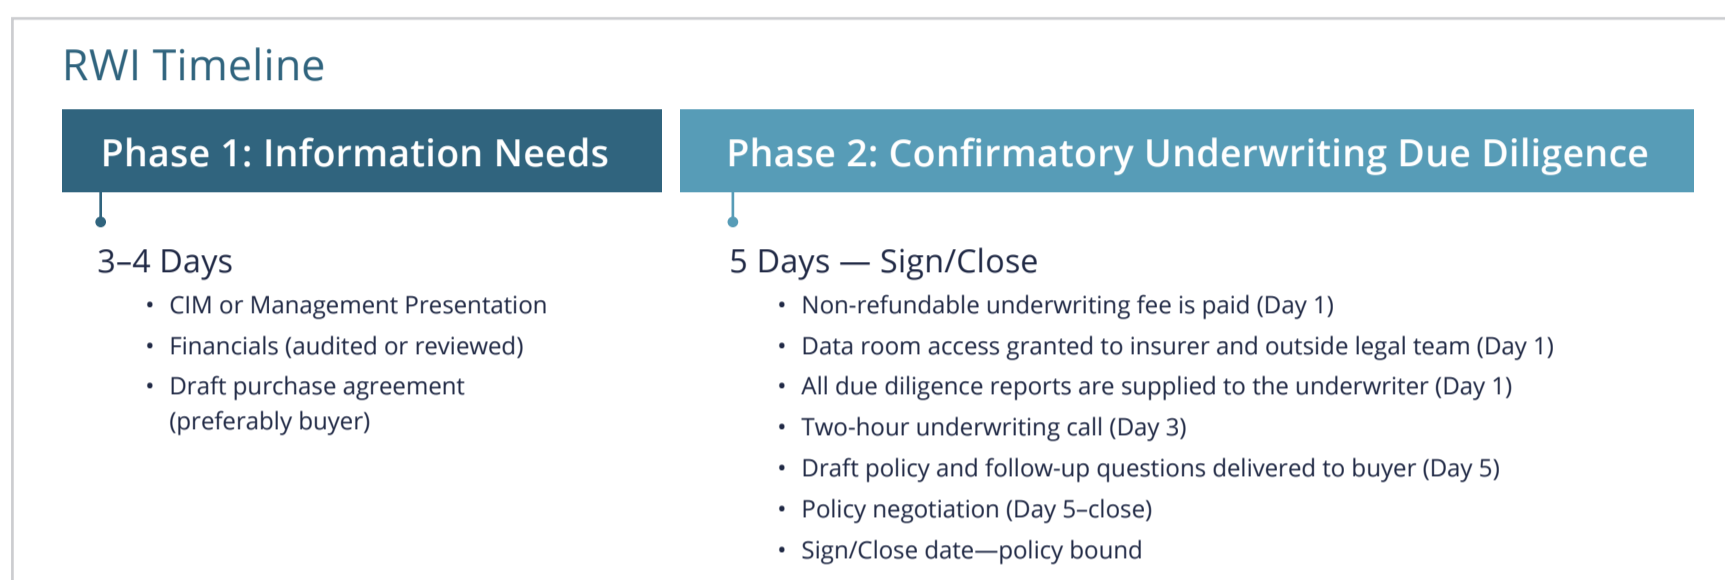 RWI Timeline
Phase 1: Information Needs
3–4 Days
• CIM or Management Presentation
• Financials (audited or reviewed)
• Draft purchase agreement
(preferably buyer)
Phase 2: Confirmatory Underwriting Due Diligence
5 Days — Sign/Close
• Non-refundable underwriting fee is paid (Day 1)
• Data room access granted to insurer and outside legal team (Day 1)
• All due diligence reports are supplied to the underwriter (Day 1)
• Two-hour underwriting call (Day 3)
• Draft policy and follow-up questions delivered to buyer (Day 5)
• Policy negotiation (Day 5–close)
• Sign/Close date—policy bound